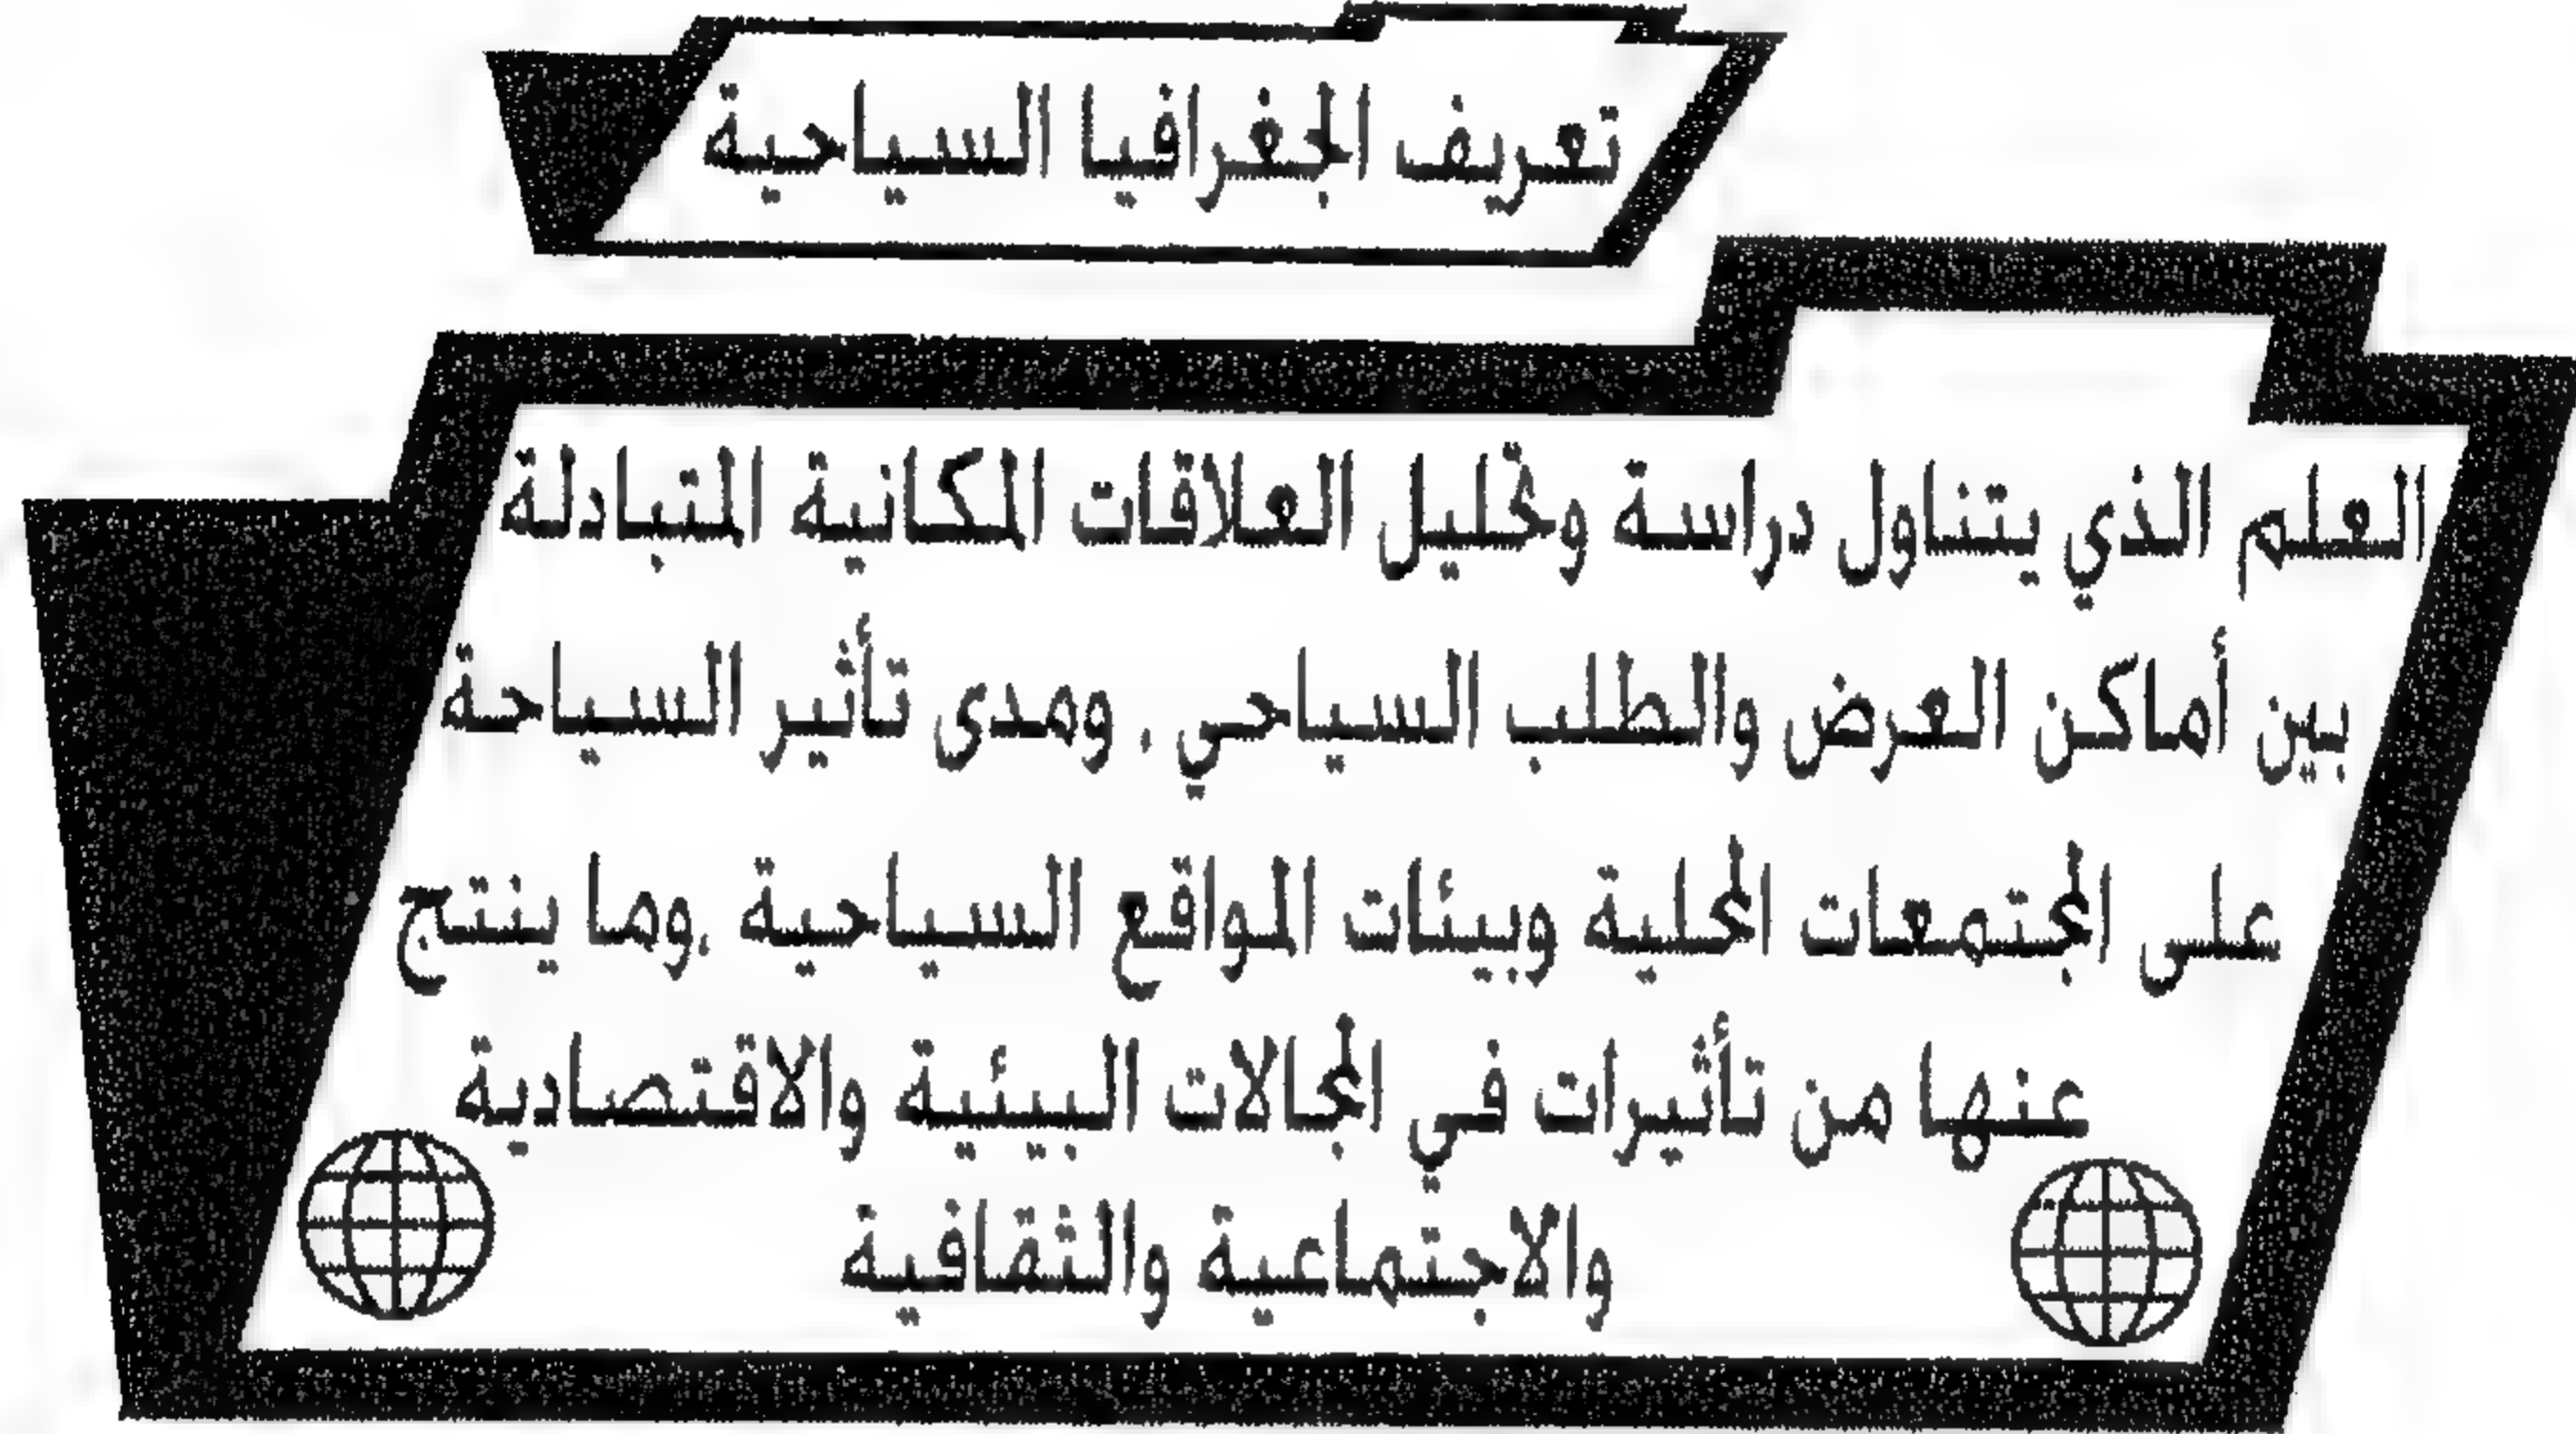 تعريف الجغرافيا السياحية
العلم الذي يتناول دراسة وتحليل العلاقات المكانية المتبادلة
بين أماكن العرض والطلب السياحي . ومدى تأثير السياحة
على المجتمعات المحلية وبيئات المواقع السياحية .وما ينتج
عنها من تأثيرات في المجالات البيئية والاقتصادية
والاجتماعية والثقافية